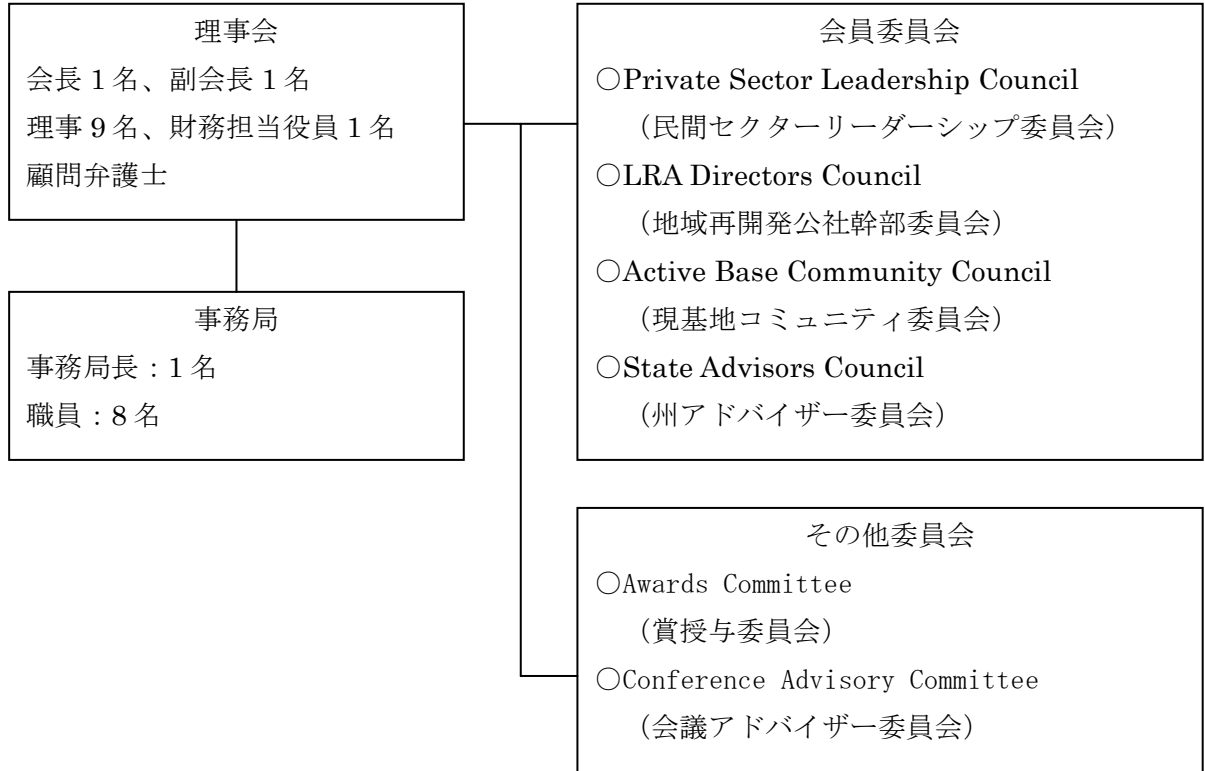 理事会
会長 1 名、副会長 1 名
理事 9 名、財務担当役員 1 名
顧問弁護士
事務局
事務局長:1 名
職員:8 名
会員委員会
○Private Sector Leadership Council
(民間セクターリーダーシップ委員会)
○LRA Directors Council
(地域再開発公社幹部委員会)
○Active Base Community Council
(現基地コミュニティ委員会)
○State Advisors Council
(州アドバイザー委員会)
その他委員会
○Awards Committee
(賞授与委員会)
○Conference Advisory Committee
(会議アドバイザー委員会)